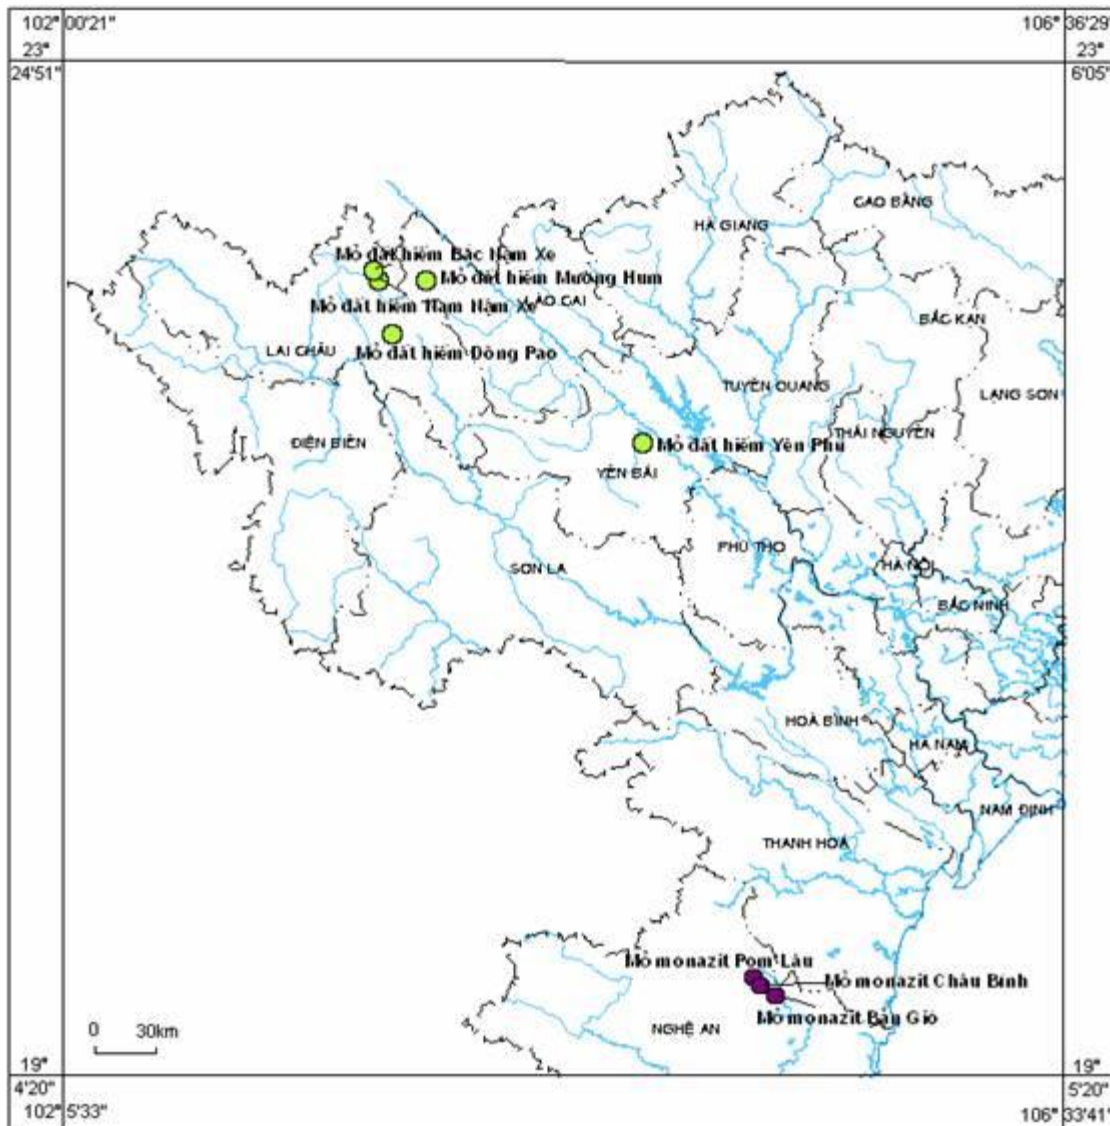 102° 00'21"
106° 36'29"
23°
23°
24'51"
6'05"
CAO BẰNG
HÀ GIANG
Mỏ đất hiếm Bắc Nậm Xe
Mỏ đất hiếm Mường Hum
LÀO CAI
Mỏ đất hiếm Nam Nậm Xe
BẮC KẠN
LAI CHÂU
Mỏ đất hiếm Đông Pao
TUYÊN QUANG
LẠNG SƠN
THÁI NGUYÊN
ĐIỆN BIÊN
Mỏ đất hiếm Yên Phú
YÊN BÁI
PHÚ THỌ
SƠN LA
HÀ NỘI
BẮC NINH
HOÀ BÌNH
HÀ NAM
NAM ĐỊNH
THANH HOÁ
Mỏ monazit Pom Lâu
Mỏ monazit Châu Bình
Mỏ monazit Bản Gió
NGHỆ AN
0 30km
19°
19°
4'20"
5'20"
102° 5'33"
106° 33'41"